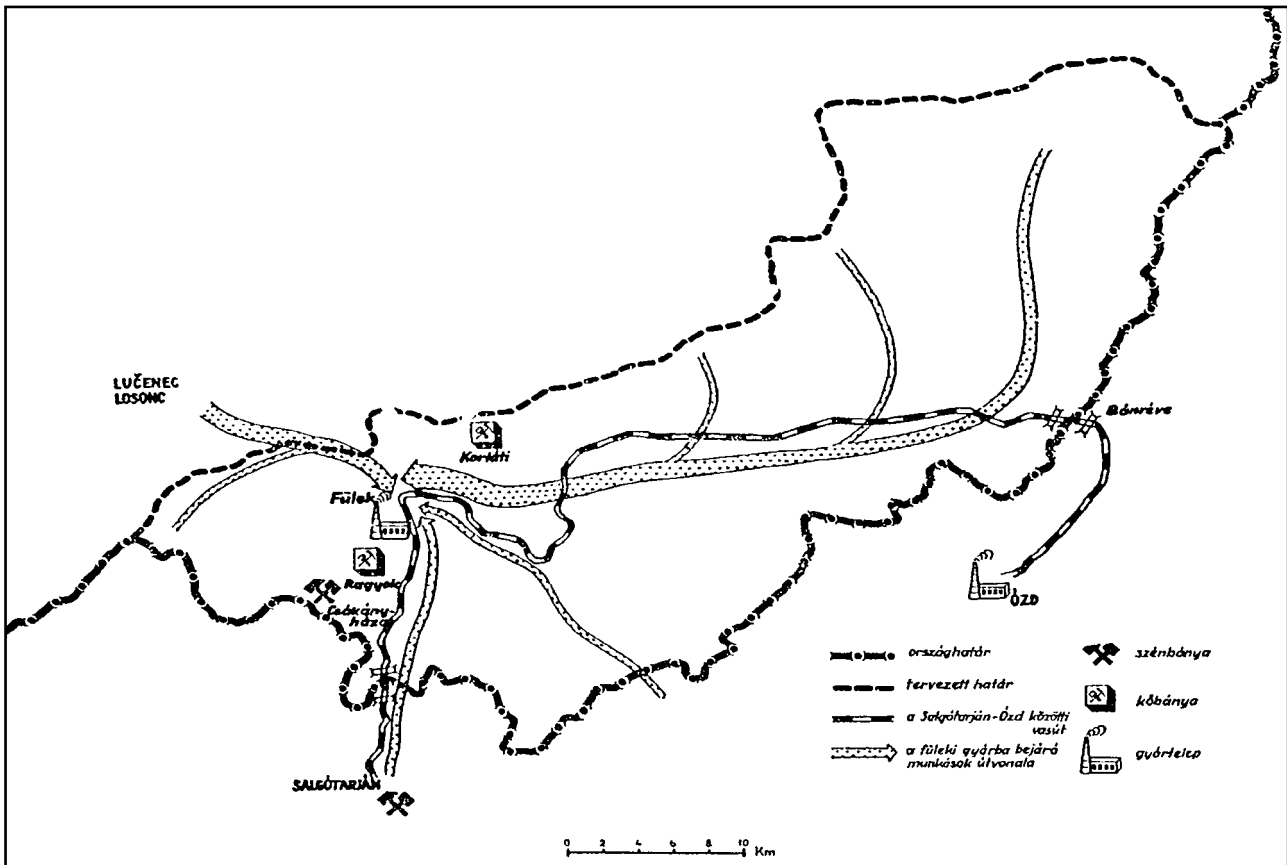 LUČENEC
LOSONC
Korláti
Bánréve
Fülek
Ragyolc
Csákány-
háza
ÓZD
SALGÓTARJÁN
országhatár
tervezett határ
a Salgótarján-Ózd közötti
vasút
a füleki gyárba bejáró
munkások útvonala
szénbánya
kőbánya
gyártelep
0 2 4 6 8 10 Km